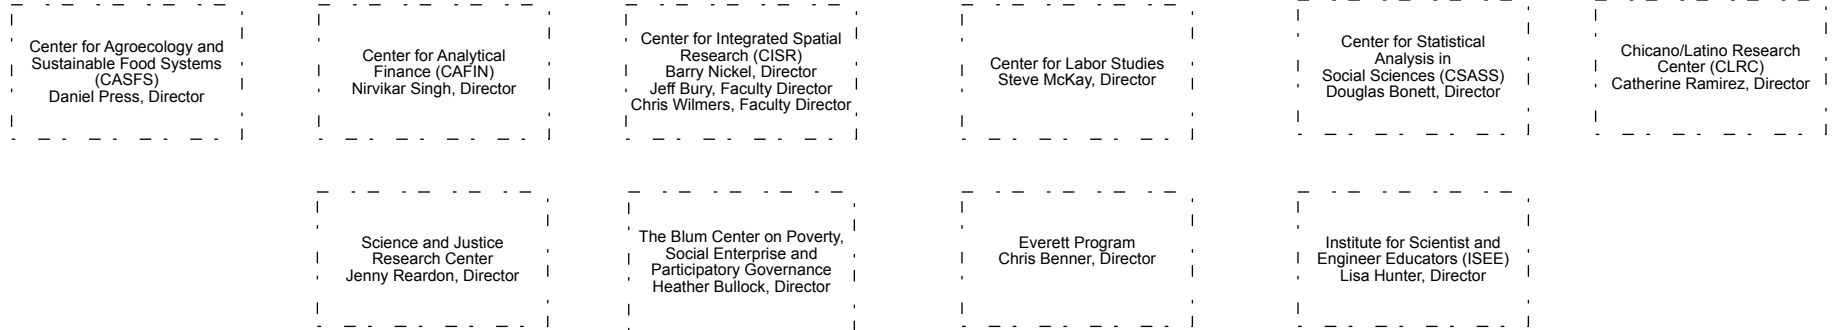 Center for Agroecology and
Sustainable Food Systems
(CASFS)
Daniel Press, Director
Center for Analytical
Finance (CAFIN)
Nirvikar Singh, Director
Center for Integrated Spatial
Research (CISR)
Barry Nickel, Director
Jeff Bury, Faculty Director
Chris Wilmers, Faculty Director
Center for Labor Studies
Steve McKay, Director
Center for Statistical
Analysis in
Social Sciences (CSASS)
Douglas Bonett, Director
Chicano/Latino Research
Center (CLRC)
Catherine Ramirez, Director
Science and Justice
Research Center
Jenny Reardon, Director
The Blum Center on Poverty,
Social Enterprise and
Participatory Governance
Heather Bullock, Director
Everett Program
Chris Benner, Director
Institute for Scientist and
Engineer Educators (ISEE)
Lisa Hunter, Director